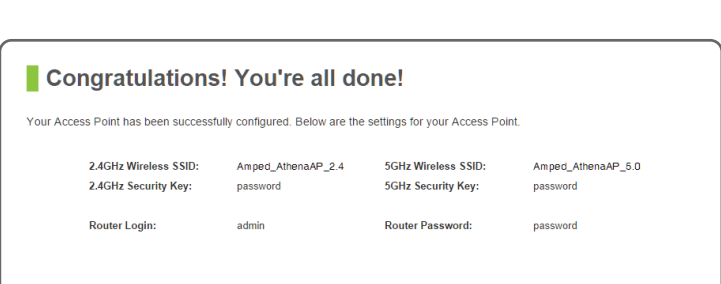 Congratulations! You're all done!
Your Access Point has been successfully configured. Below are the settings for your Access Point.
2.4GHz Wireless SSID: Amped_AthenaAP_2.4 5GHz Wireless SSID: Amped_AthenaAP_5.0
2.4GHz Security Key: password 5GHz Security Key: password
Router Login: admin Router Password: password